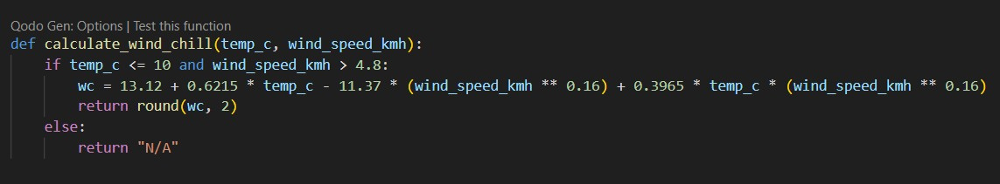 Qodo Gen: Options | Test this function
def calculate_wind_chill(temp_c, wind_speed_kmh):
    if temp_c <= 10 and wind_speed_kmh > 4.8:
        wc = 13.12 + 0.6215 * temp_c - 11.37 * (wind_speed_kmh ** 0.16) + 0.3965 * temp_c * (wind_speed_kmh ** 0.16)
        return round(wc, 2)
    else:
        return "N/A"